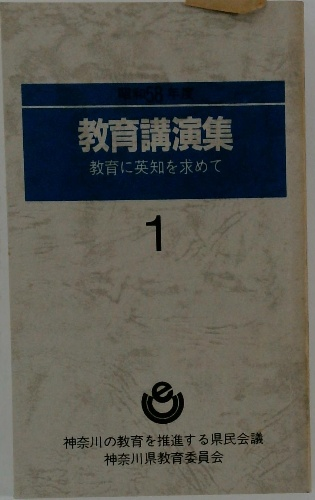 昭和58年度
教育講演集
教育に英知を求めて
1
神奈川の教育を推進する県民会議
神奈川県教育委員会